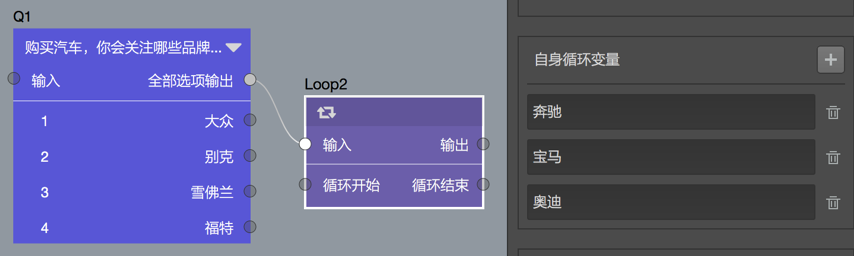 Q1
购买汽车，你会关注哪些品牌...
输入 全部选项输出
1 大众
2 别克
3 雪佛兰
4 福特
Loop2
输入 输出
循环开始 循环结束
自身循环变量
奔驰
宝马
奥迪